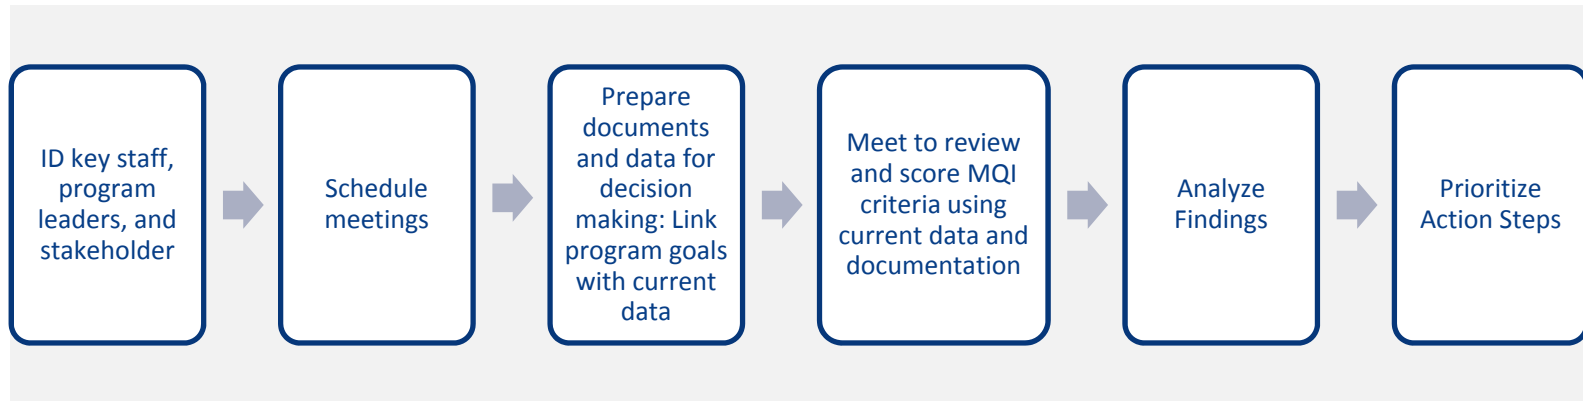 ID key staff,
program
leaders, and
stakeholder
Schedule
meetings
Prepare
documents
and data for
decision
making: Link
program goals
with current
data
Meet to review
and score MQI
criteria using
current data and
documentation
Analyze
Findings
Prioritize
Action Steps